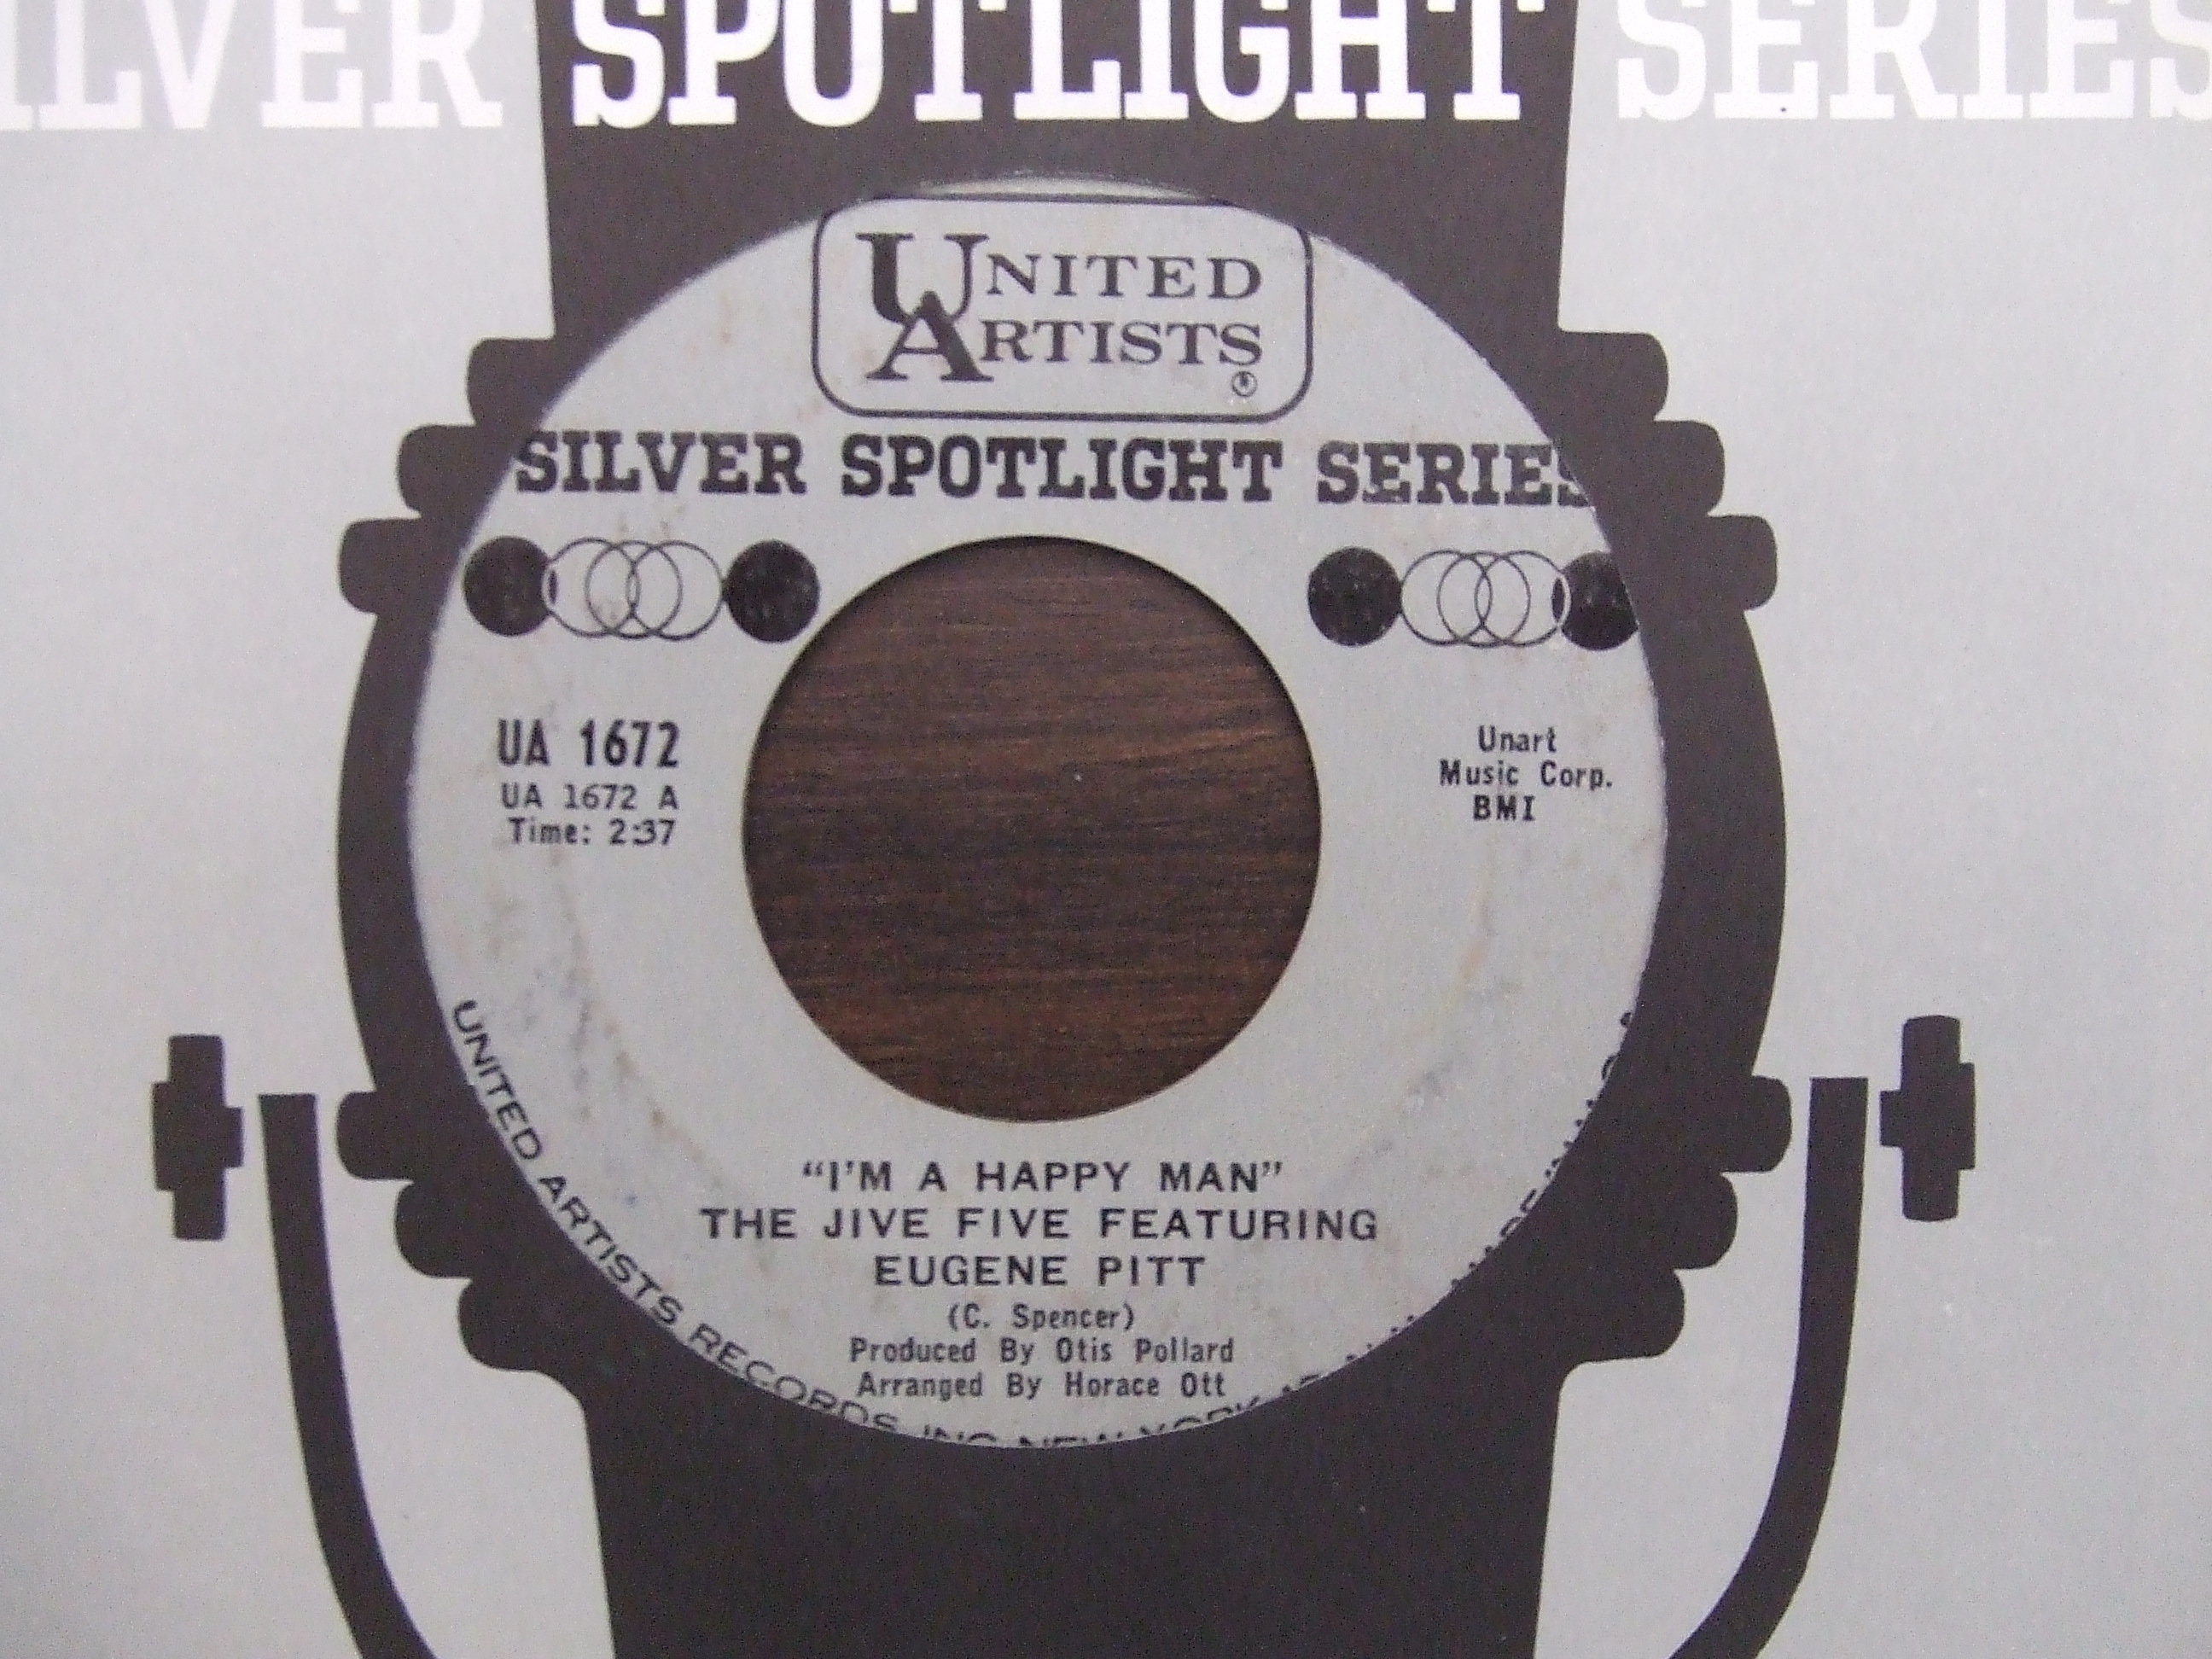 SPOTLIGHT SERIES
UNITED
ARTISTS
SILVER SPOTLIGHT SERIES
UA 1672
UA 1672 A
Time: 2:37
Unart
Music Corp.
BMI
"I'M A HAPPY MAN"
THE JIVE FIVE FEATURING
EUGENE PITT
(C. Spencer)
Produced By Otis Pollard
Arranged By Horace Ott
UNITED ARTISTS RECORDS, INC. NEW YORK